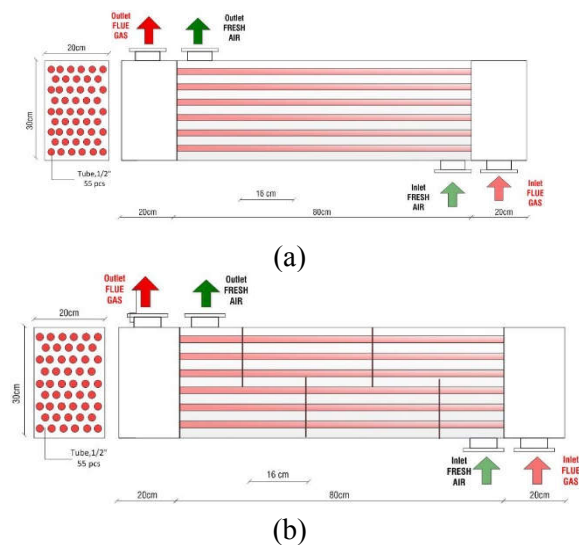 Outlet
FLUE
GAS
Outlet
FRESH
AIR
20cm
30cm
Tube,1/2"
55 pcs
Inlet
FRESH
AIR
Inlet
FLUE
GAS
16 cm
20cm
80cm
20cm
(a)
Outlet
FLUE
GAS
Outlet
FRESH
AIR
20cm
30cm
Tube,1/2"
55 pcs
Inlet
FRESH
AIR
Inlet
FLUE
GAS
16 cm
20cm
80cm
20cm
(b)